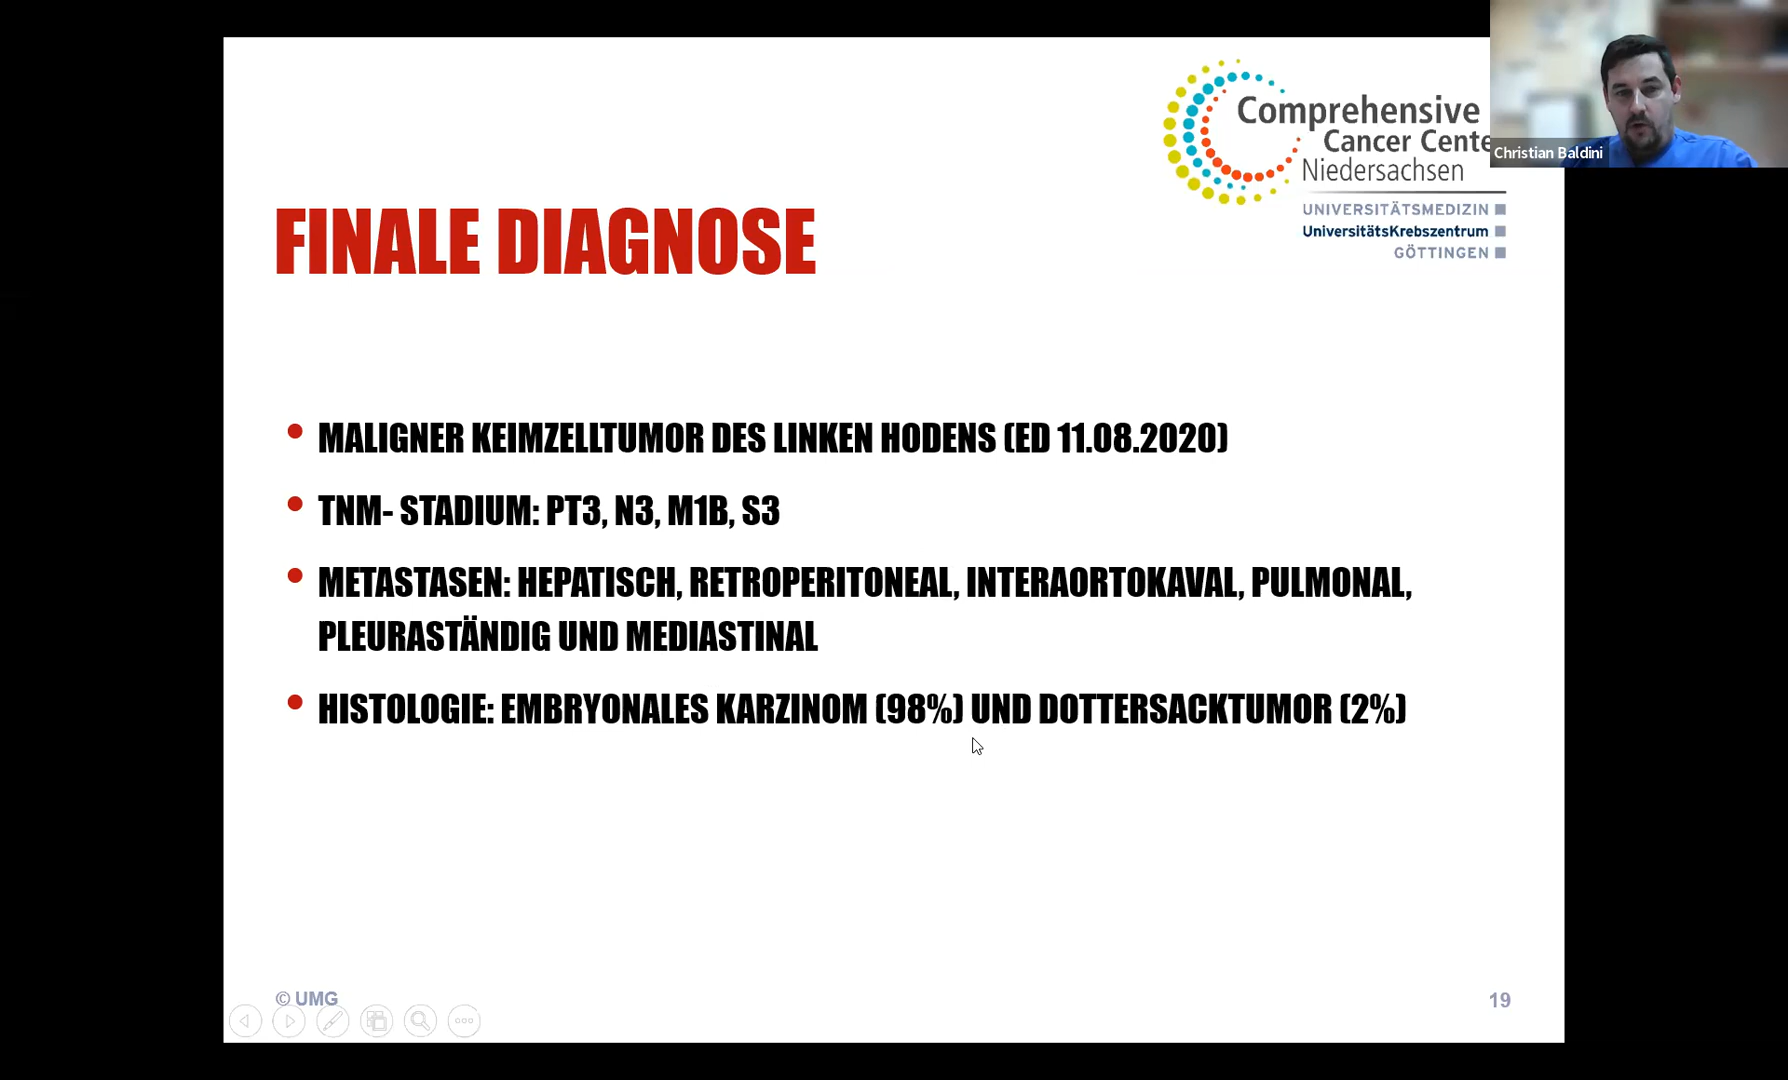 Comprehensive
Cancer Cente
Niedersachsen
UNIVERSITÄTSMEDIZIN
UniversitätsKrebszentrum
GÖTTINGEN
Christian Baldini
FINALE DIAGNOSE
MALIGNER KEIMZELLTUMOR DES LINKEN HODENS (ED 11.08.2020)
TNM- STADIUM: PT3, N3, M1B, S3
METASTASEN: HEPATISCH, RETROPERITONEAL, INTERAORTOKAVAL, PULMONAL,
PLEURASTÄNDIG UND MEDIASTINAL
HISTOLOGIE: EMBRYONALES KARZINOM (98%) UND DOTTERSACKTUMOR (2%)
© UMG
19